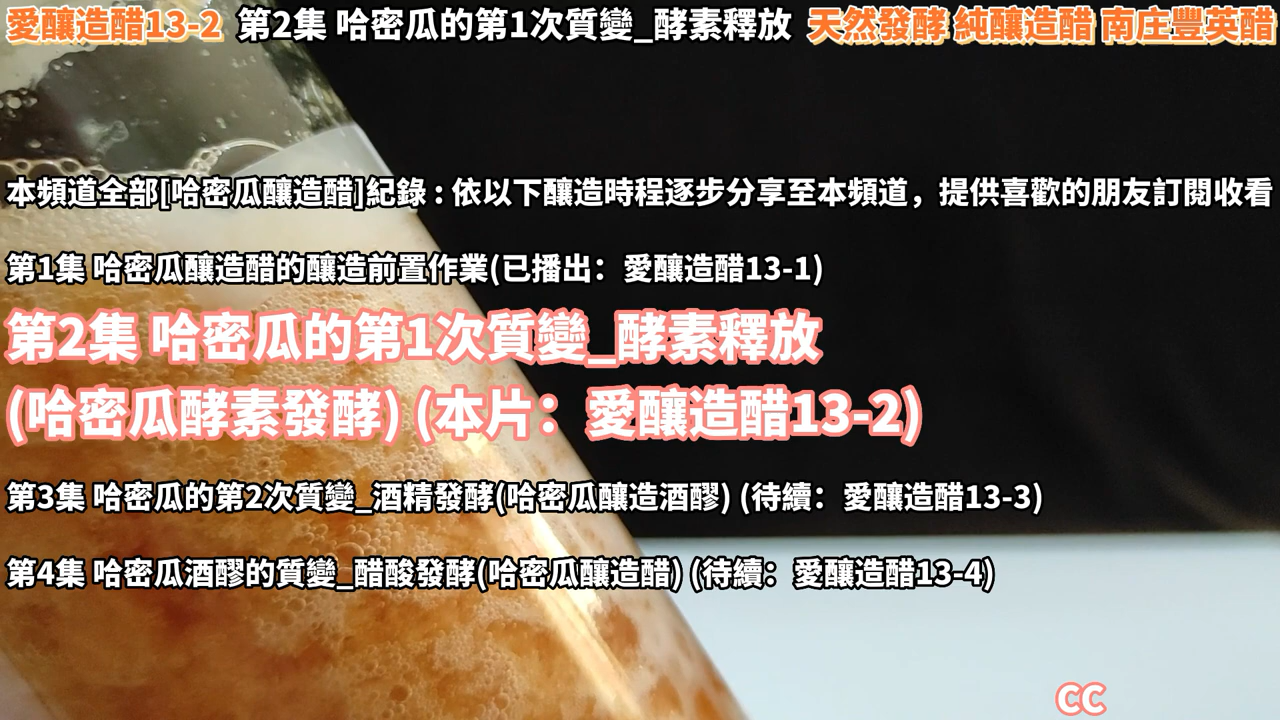 愛釀造醋13-2 第2集 哈密瓜的第1次質變_酵素釋放 天然發酵 純釀造醋 南庄豐英醋
本頻道全部[哈密瓜釀造醋]紀錄 : 依以下釀造時程逐步分享至本頻道，提供喜歡的朋友訂閱收看
第1集 哈密瓜釀造醋的釀造前置作業(已播出：愛釀造醋13-1)
第2集 哈密瓜的第1次質變_酵素釋放
(哈密瓜酵素發酵) (本片：愛釀造醋13-2)
第3集 哈密瓜的第2次質變_酒精發酵(哈密瓜釀造酒醪) (待續：愛釀造醋13-3)
第4集 哈密瓜酒醪的質變_醋酸發酵(哈密瓜釀造醋) (待續：愛釀造醋13-4)
CC